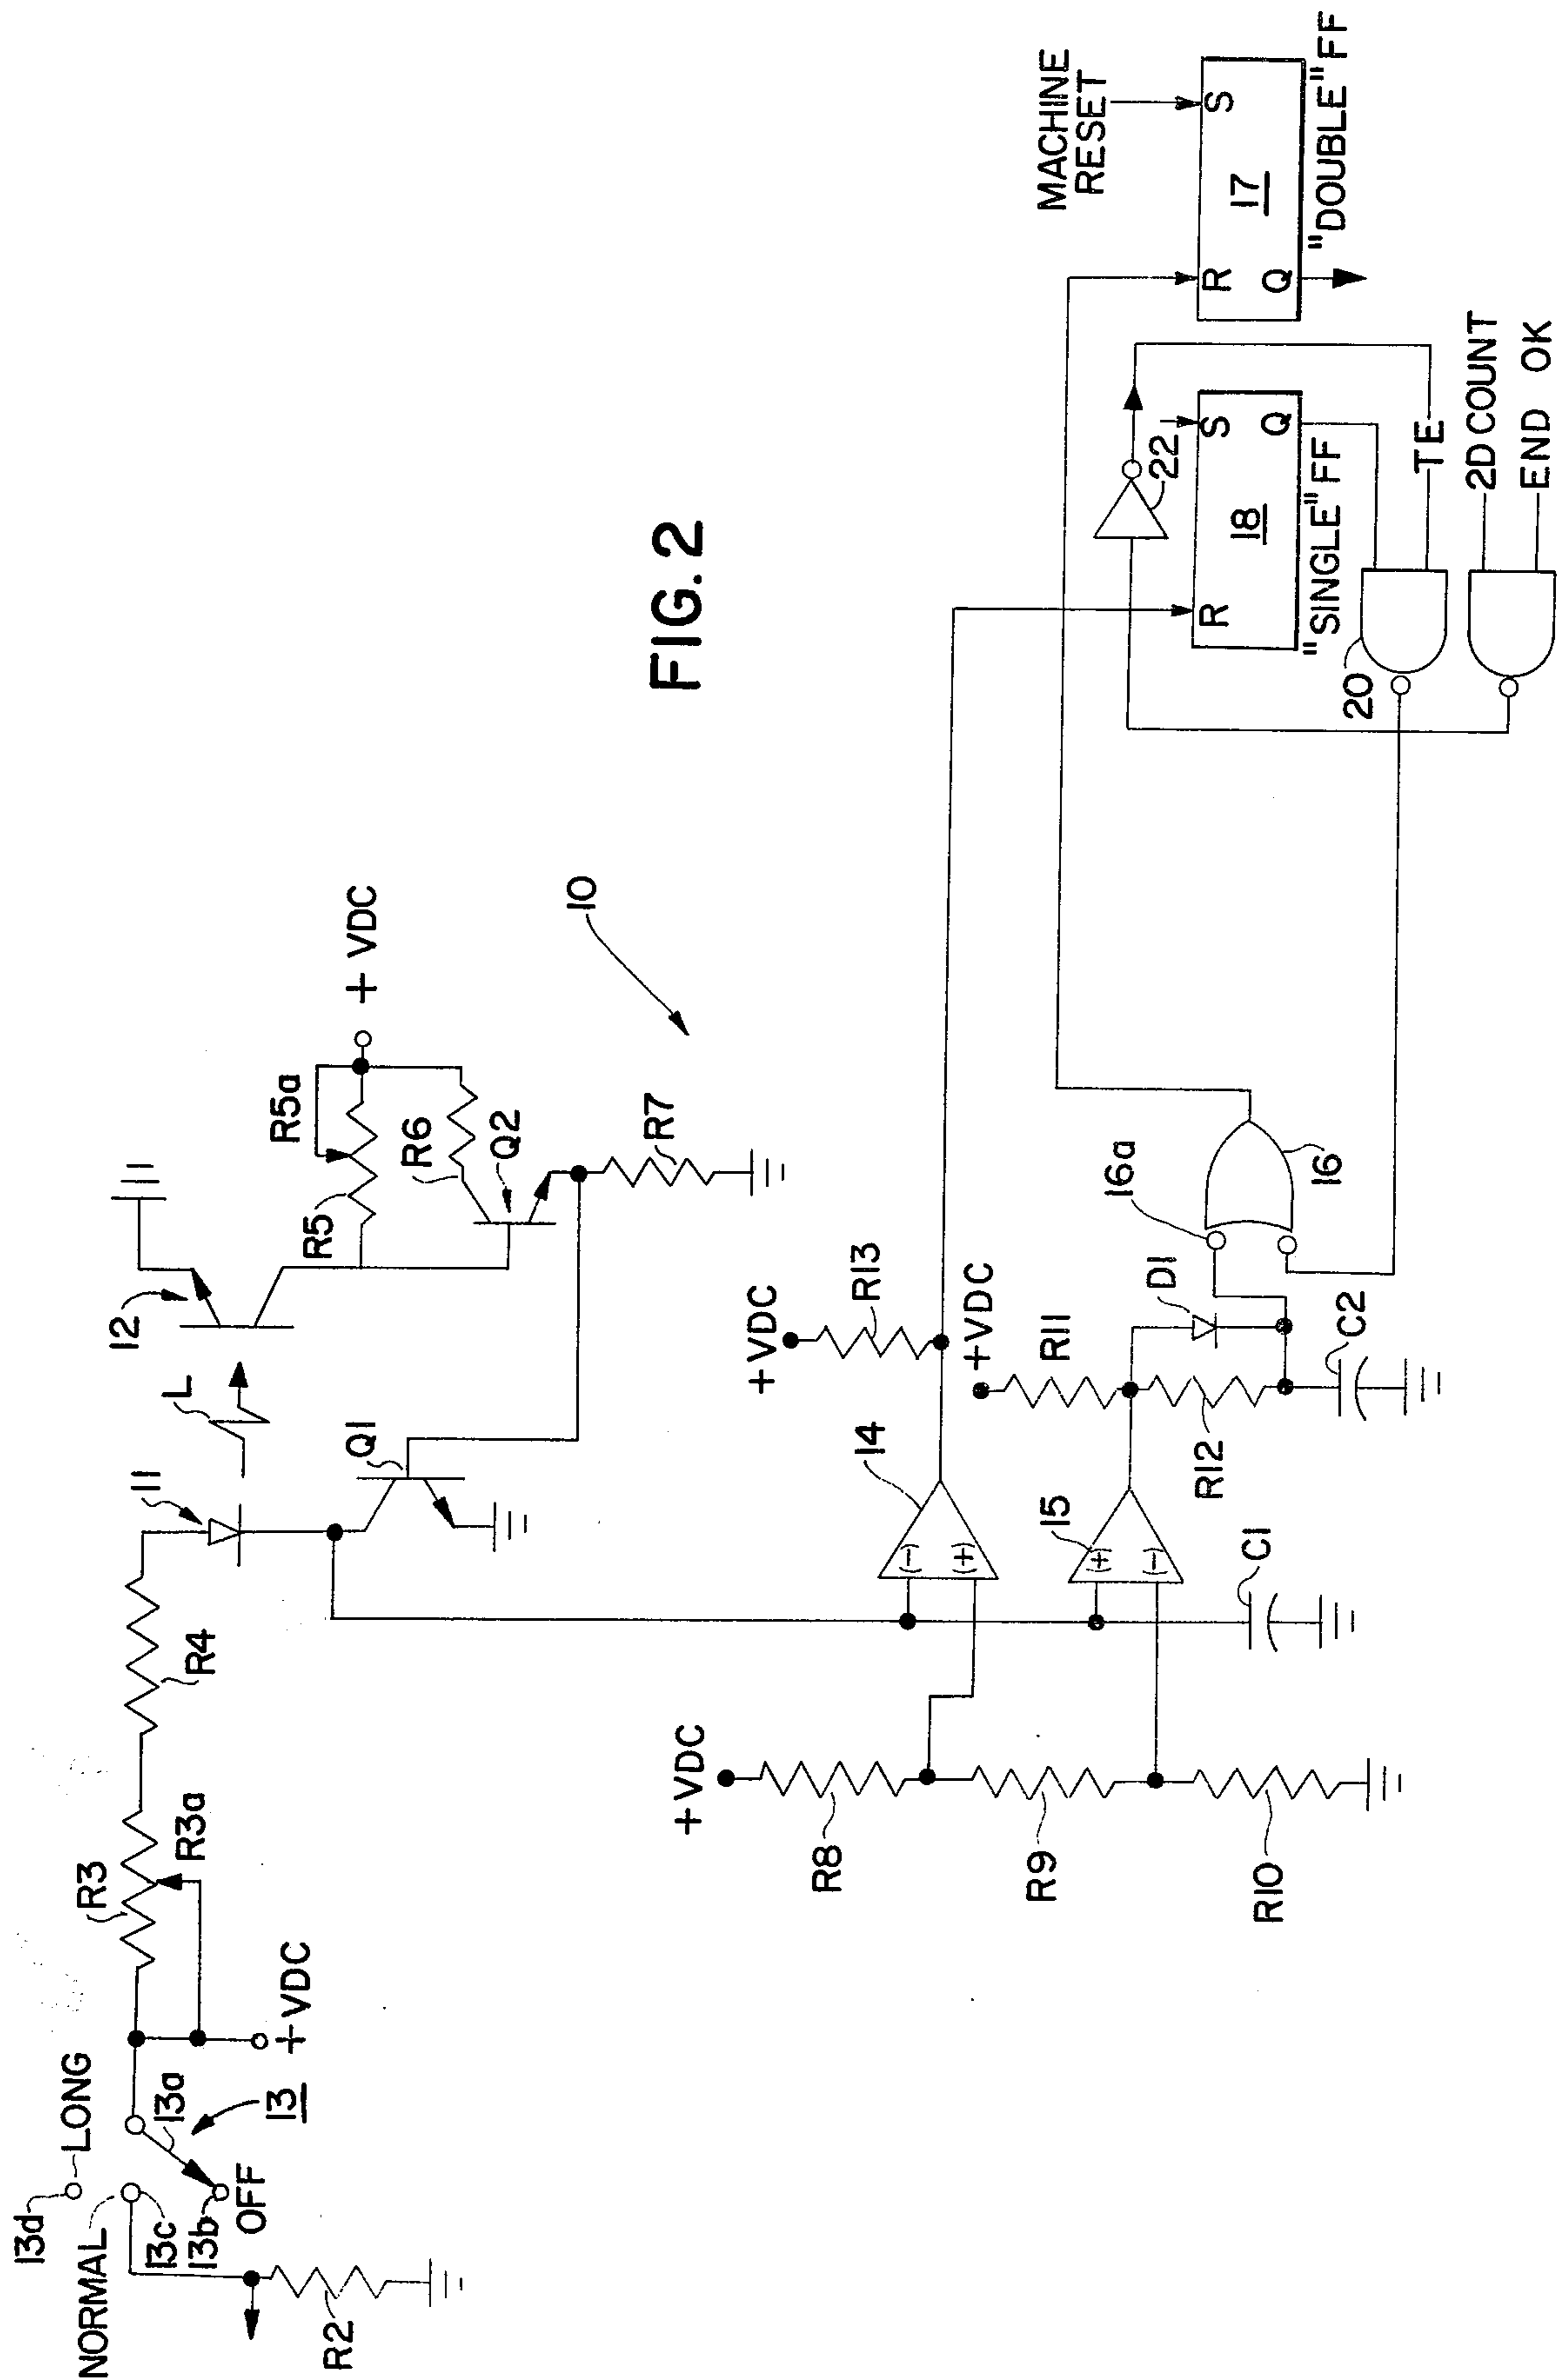 FIG. 2
10
13d
LONG
NORMAL
13c
13b
OFF
13a
13
R2
+VDC
R3
R3a
R4
11
L
12
Q1
R5
R5a
+ VDC
R6
Q2
R7
+VDC
R8
R9
R10
14
(-)
(+)
15
(+)
(-)
C1
+VDC
R13
+VDC
R11
R12
D1
C2
16a
16
MACHINE
RESET
R
S
17
Q
"DOUBLE" FF
22
R
S
18
Q
"SINGLE" FF
20
TE
2D COUNT
END OK